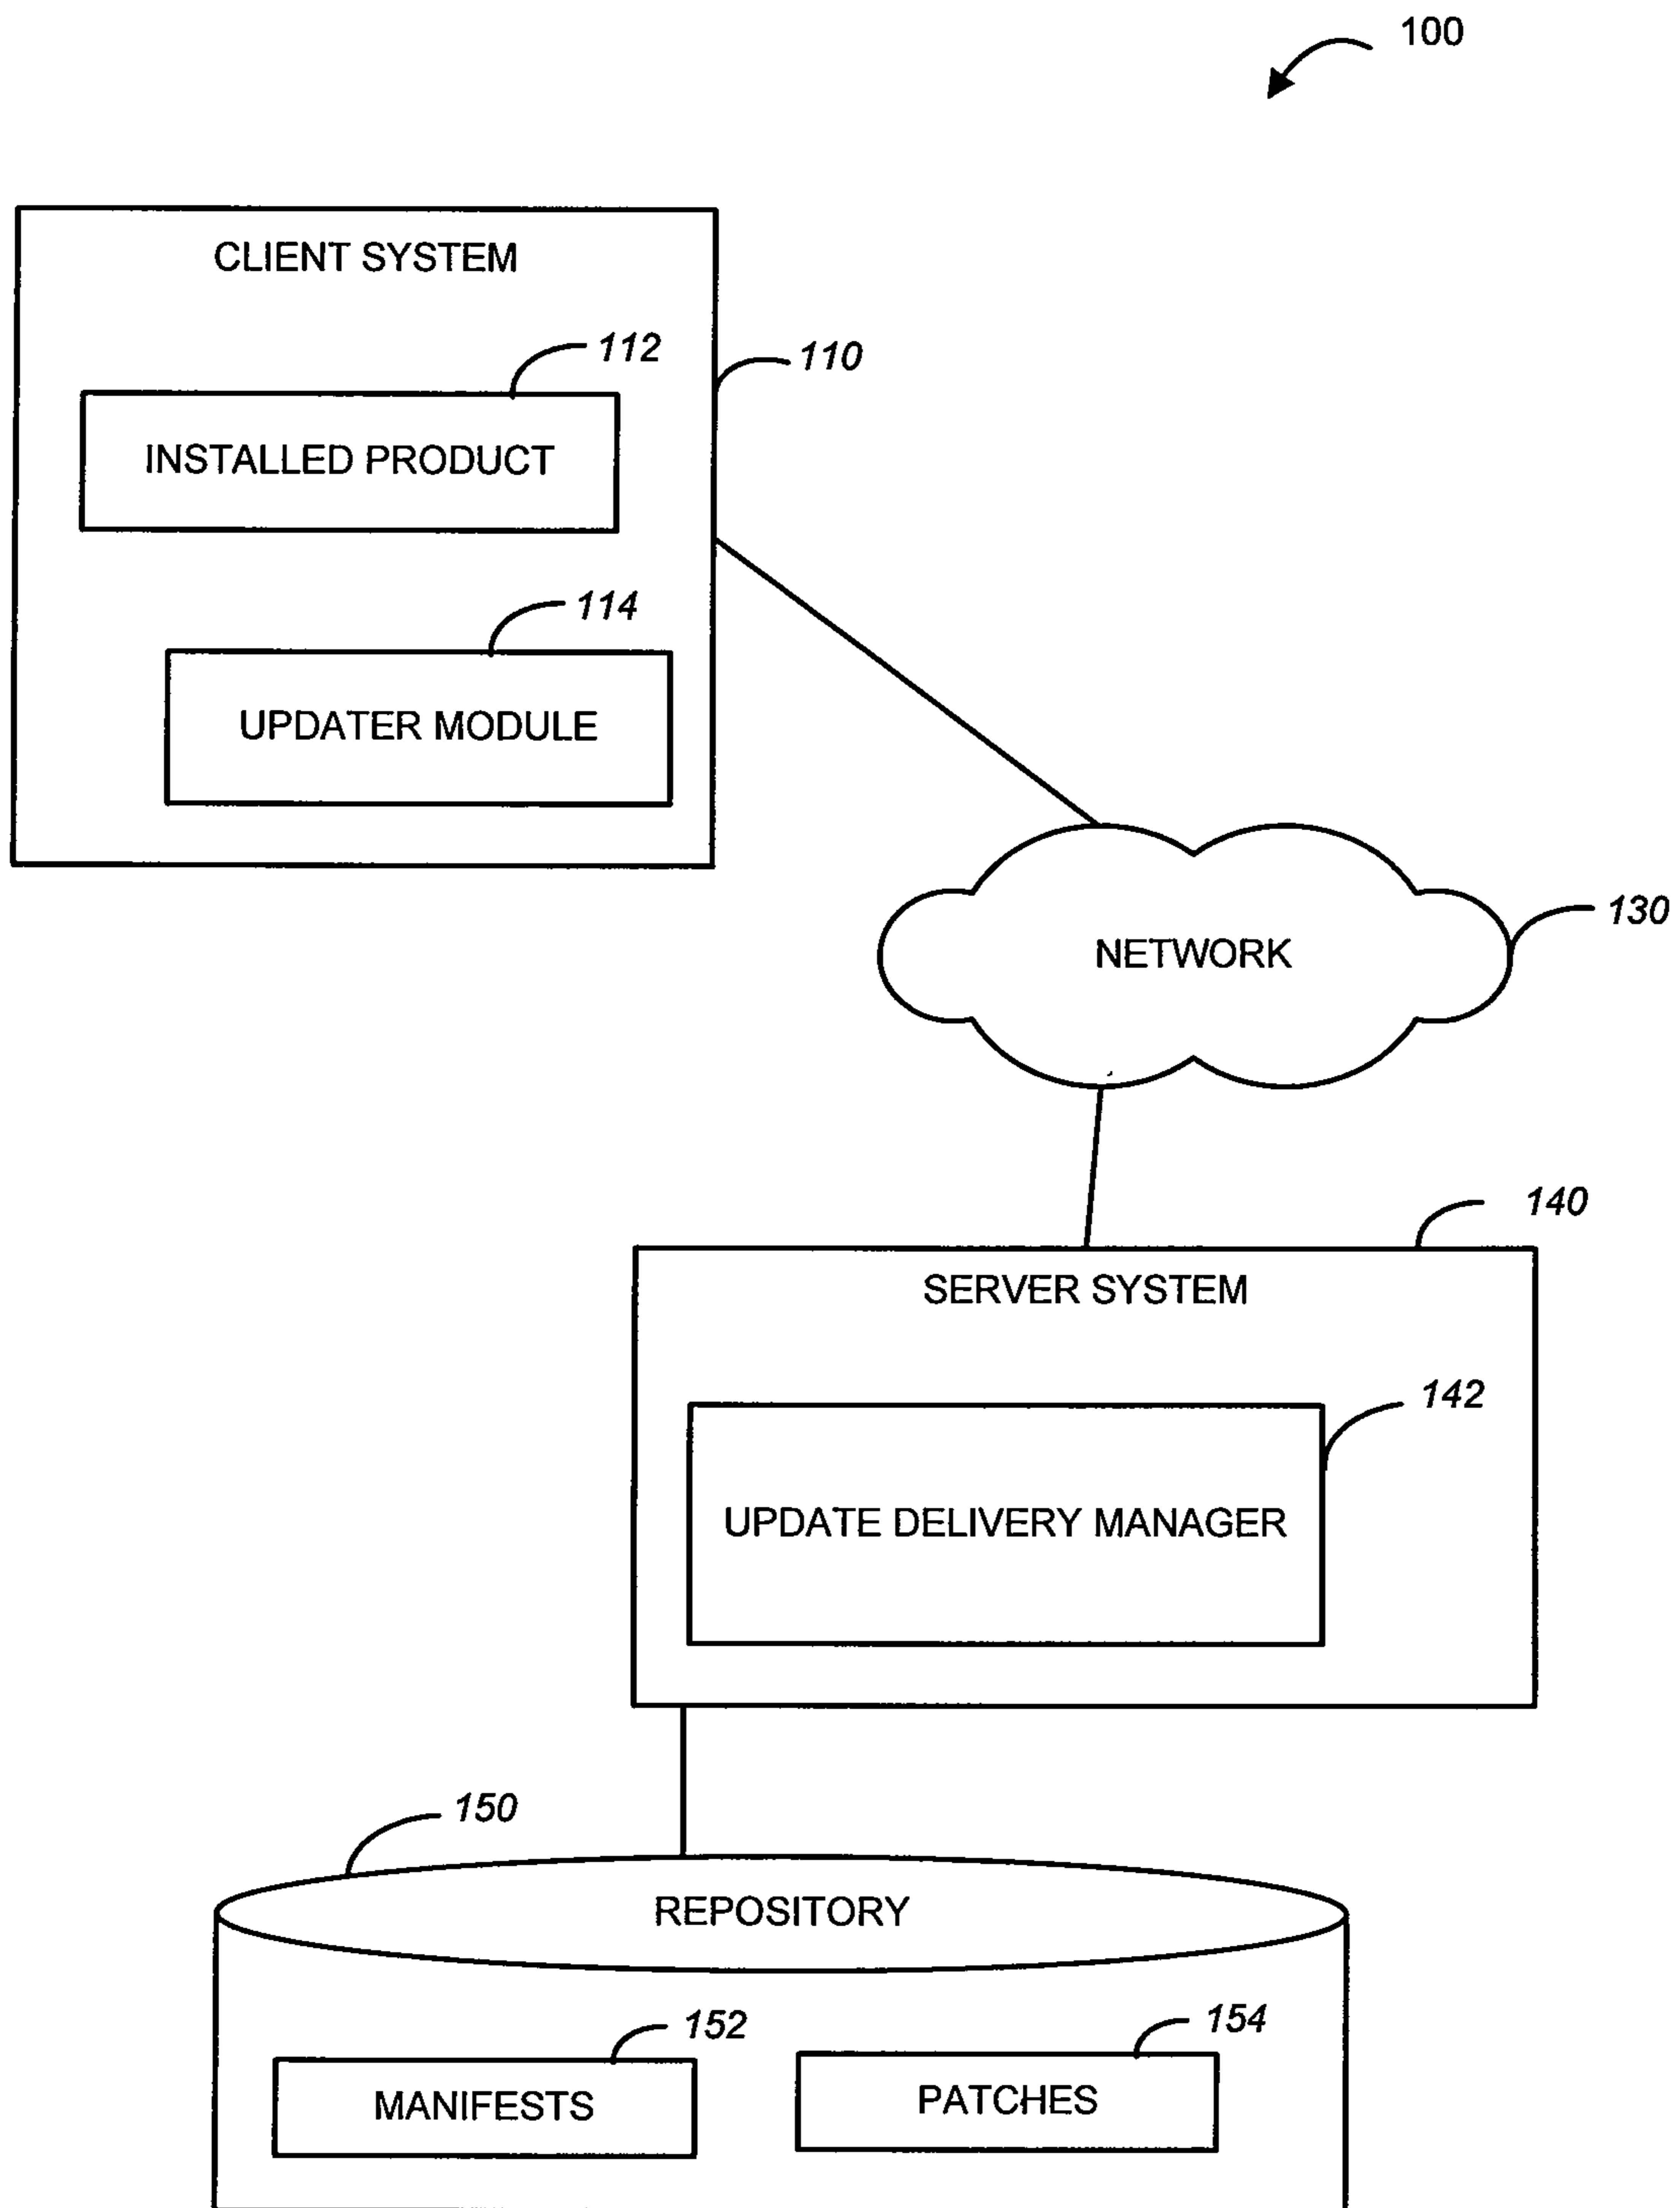 100
CLIENT SYSTEM
112
110
INSTALLED PRODUCT
114
UPDATER MODULE
130
NETWORK
140
SERVER SYSTEM
142
UPDATE DELIVERY MANAGER
150
REPOSITORY
152
154
MANIFESTS
PATCHES